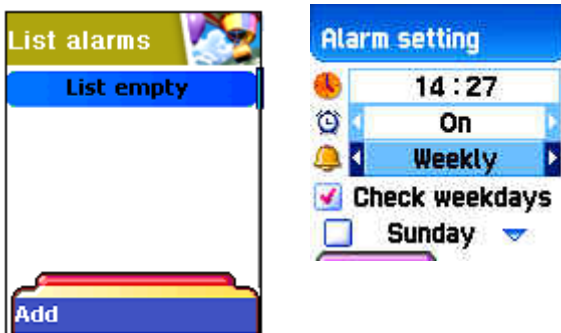 List alarms
List empty
Add
Alarm setting
14:27
On
Weekly
Check weekdays
Sunday